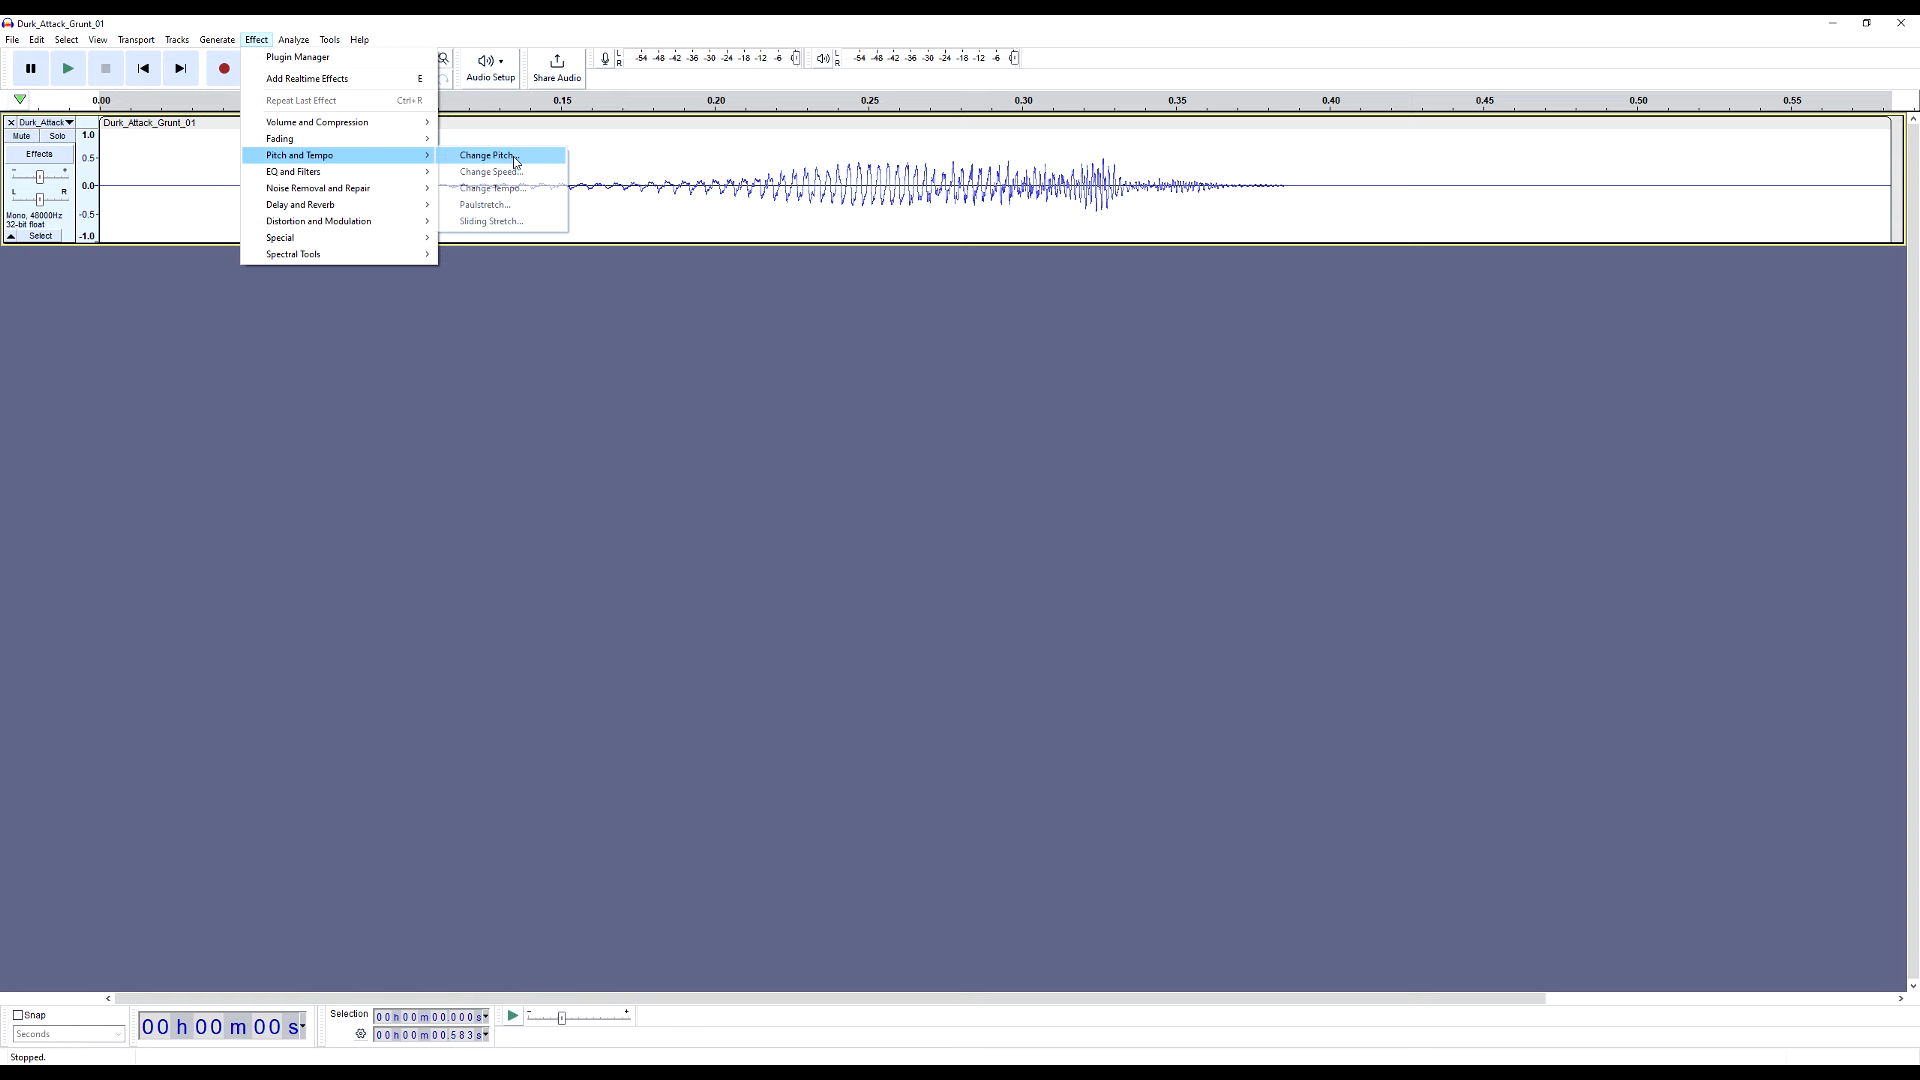 Durk_Attack_Grunt_01
File Edit Select View Transport Tracks Generate Effect Analyze Tools Help
Plugin Manager
Add Realtime Effects E
Repeat Last Effect Ctrl+R
Volume and Compression
Fading
Pitch and Tempo
EQ and Filters
Noise Removal and Repair
Delay and Reverb
Distortion and Modulation
Special
Spectral Tools
Change Pitch...
Change Speed...
Change Tempo...
Paulstretch...
Sliding Stretch...
Audio Setup
Share Audio
L
R
-54 -48 -42 -36 -30 -24 -18 -12 -6
L
R
-54 -48 -42 -36 -30 -24 -18 -12 -6
0.00 0.15 0.20 0.25 0.30 0.35 0.40 0.45 0.50 0.55
Durk_Attack
Durk_Attack_Grunt_01
Mute Solo
Effects
- +
L R
Mono, 48000Hz
32-bit float
Select
1.0
0.5
0.0
-0.5
-1.0
Snap
Seconds
00 h 00 m 00 s
Selection
00 h 00 m 00.000 s
00 h 00 m 00.583 s
- +
Stopped.